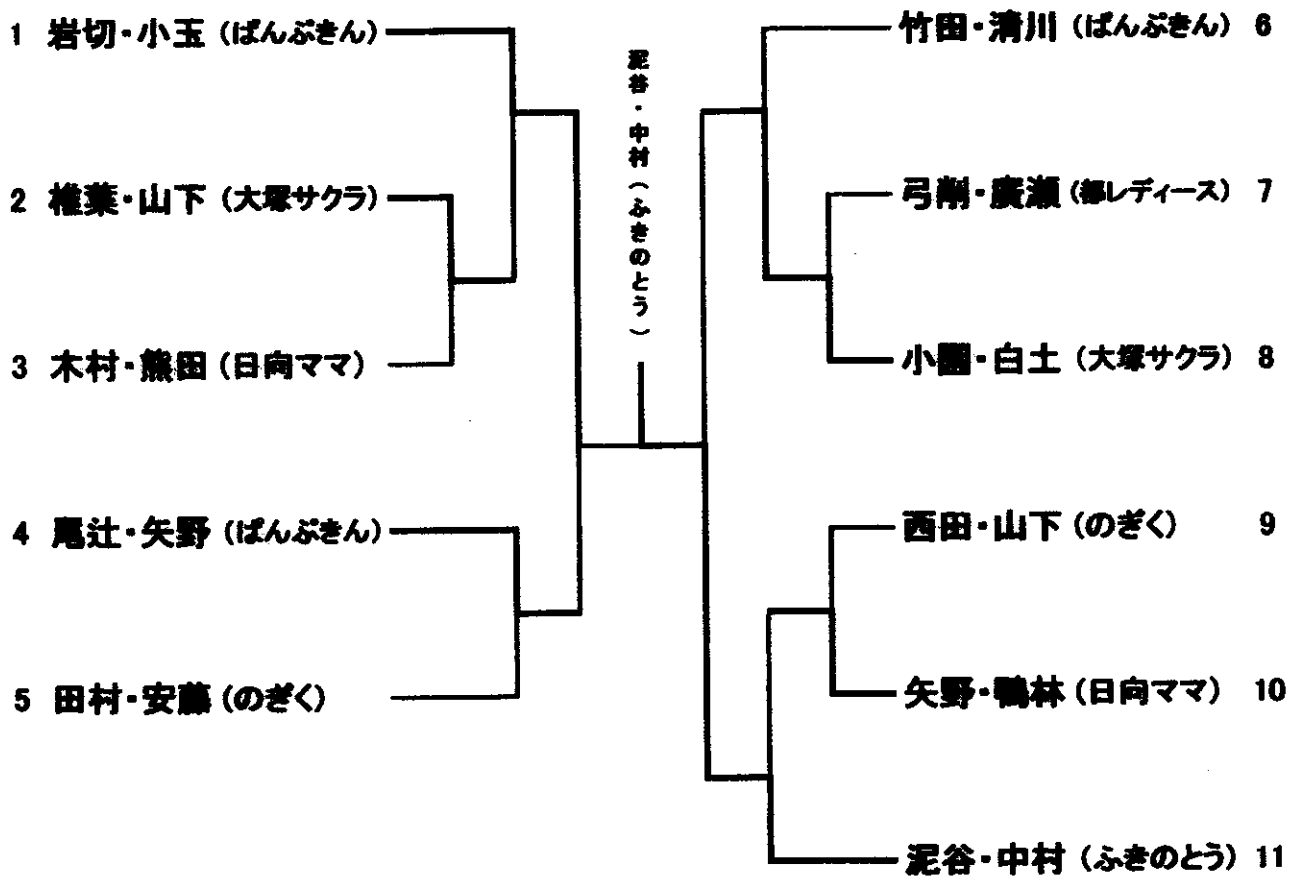 1 岩切・小玉 (ぱんぷきん)
2 椎葉・山下 (大塚サクラ)
3 木村・熊田 (日向ママ)
4 尾辻・矢野 (ぱんぷきん)
5 田村・安藤 (のぎく)
泥谷・中村(ふきのとう)
竹田・清川 (ぱんぷきん) 6
弓削・廣瀬 (都レディース) 7
小園・白土 (大塚サクラ) 8
西田・山下 (のぎく) 9
矢野・鴨林 (日向ママ) 10
泥谷・中村 (ふきのとう) 11